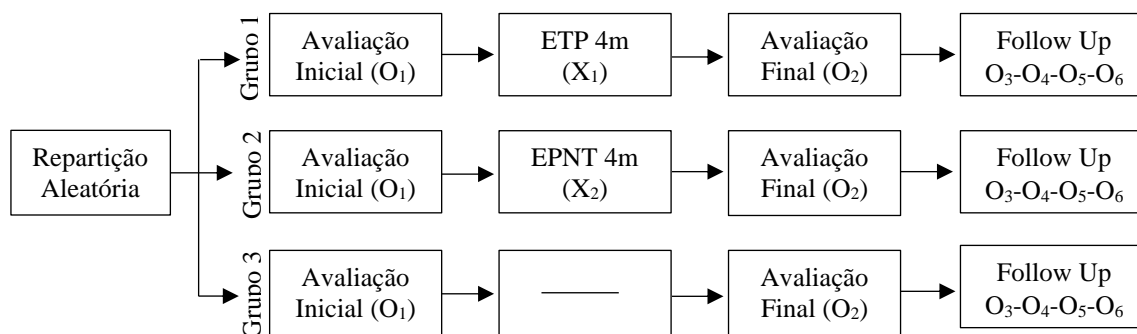 Grupo 1
Avaliação
Inicial (O₁)
ETP 4m
(X₁)
Avaliação
Final (O₂)
Follow Up
O₃-O₄-O₅-O₆
Repartição
Aleatória
Grupo 2
Avaliação
Inicial (O₁)
EPNT 4m
(X₂)
Avaliação
Final (O₂)
Follow Up
O₃-O₄-O₅-O₆
Grupo 3
Avaliação
Inicial (O₁)
Avaliação
Final (O₂)
Follow Up
O₃-O₄-O₅-O₆